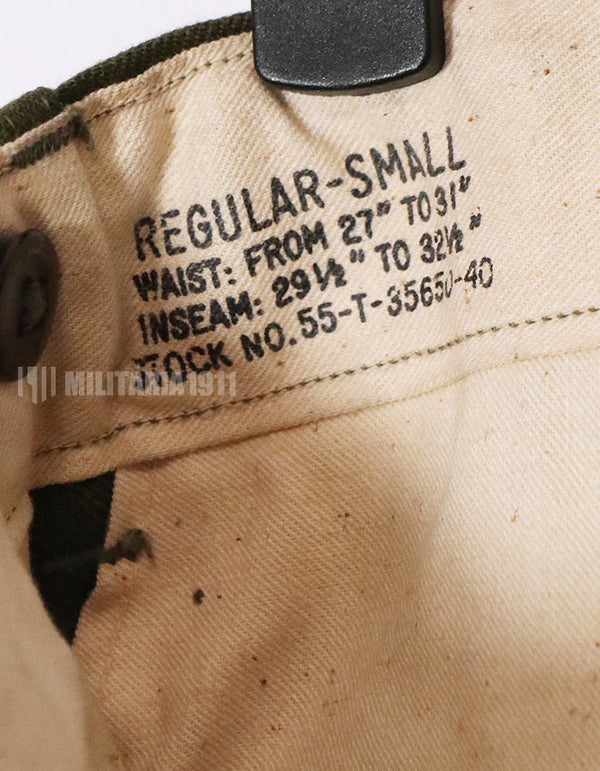 REGULAR-SMALL
WAIST: FROM 27" TO 31"
INSEAM: 29½" TO 32½"
STOCK NO. 55-T-35650-40
MILITARIA 1911